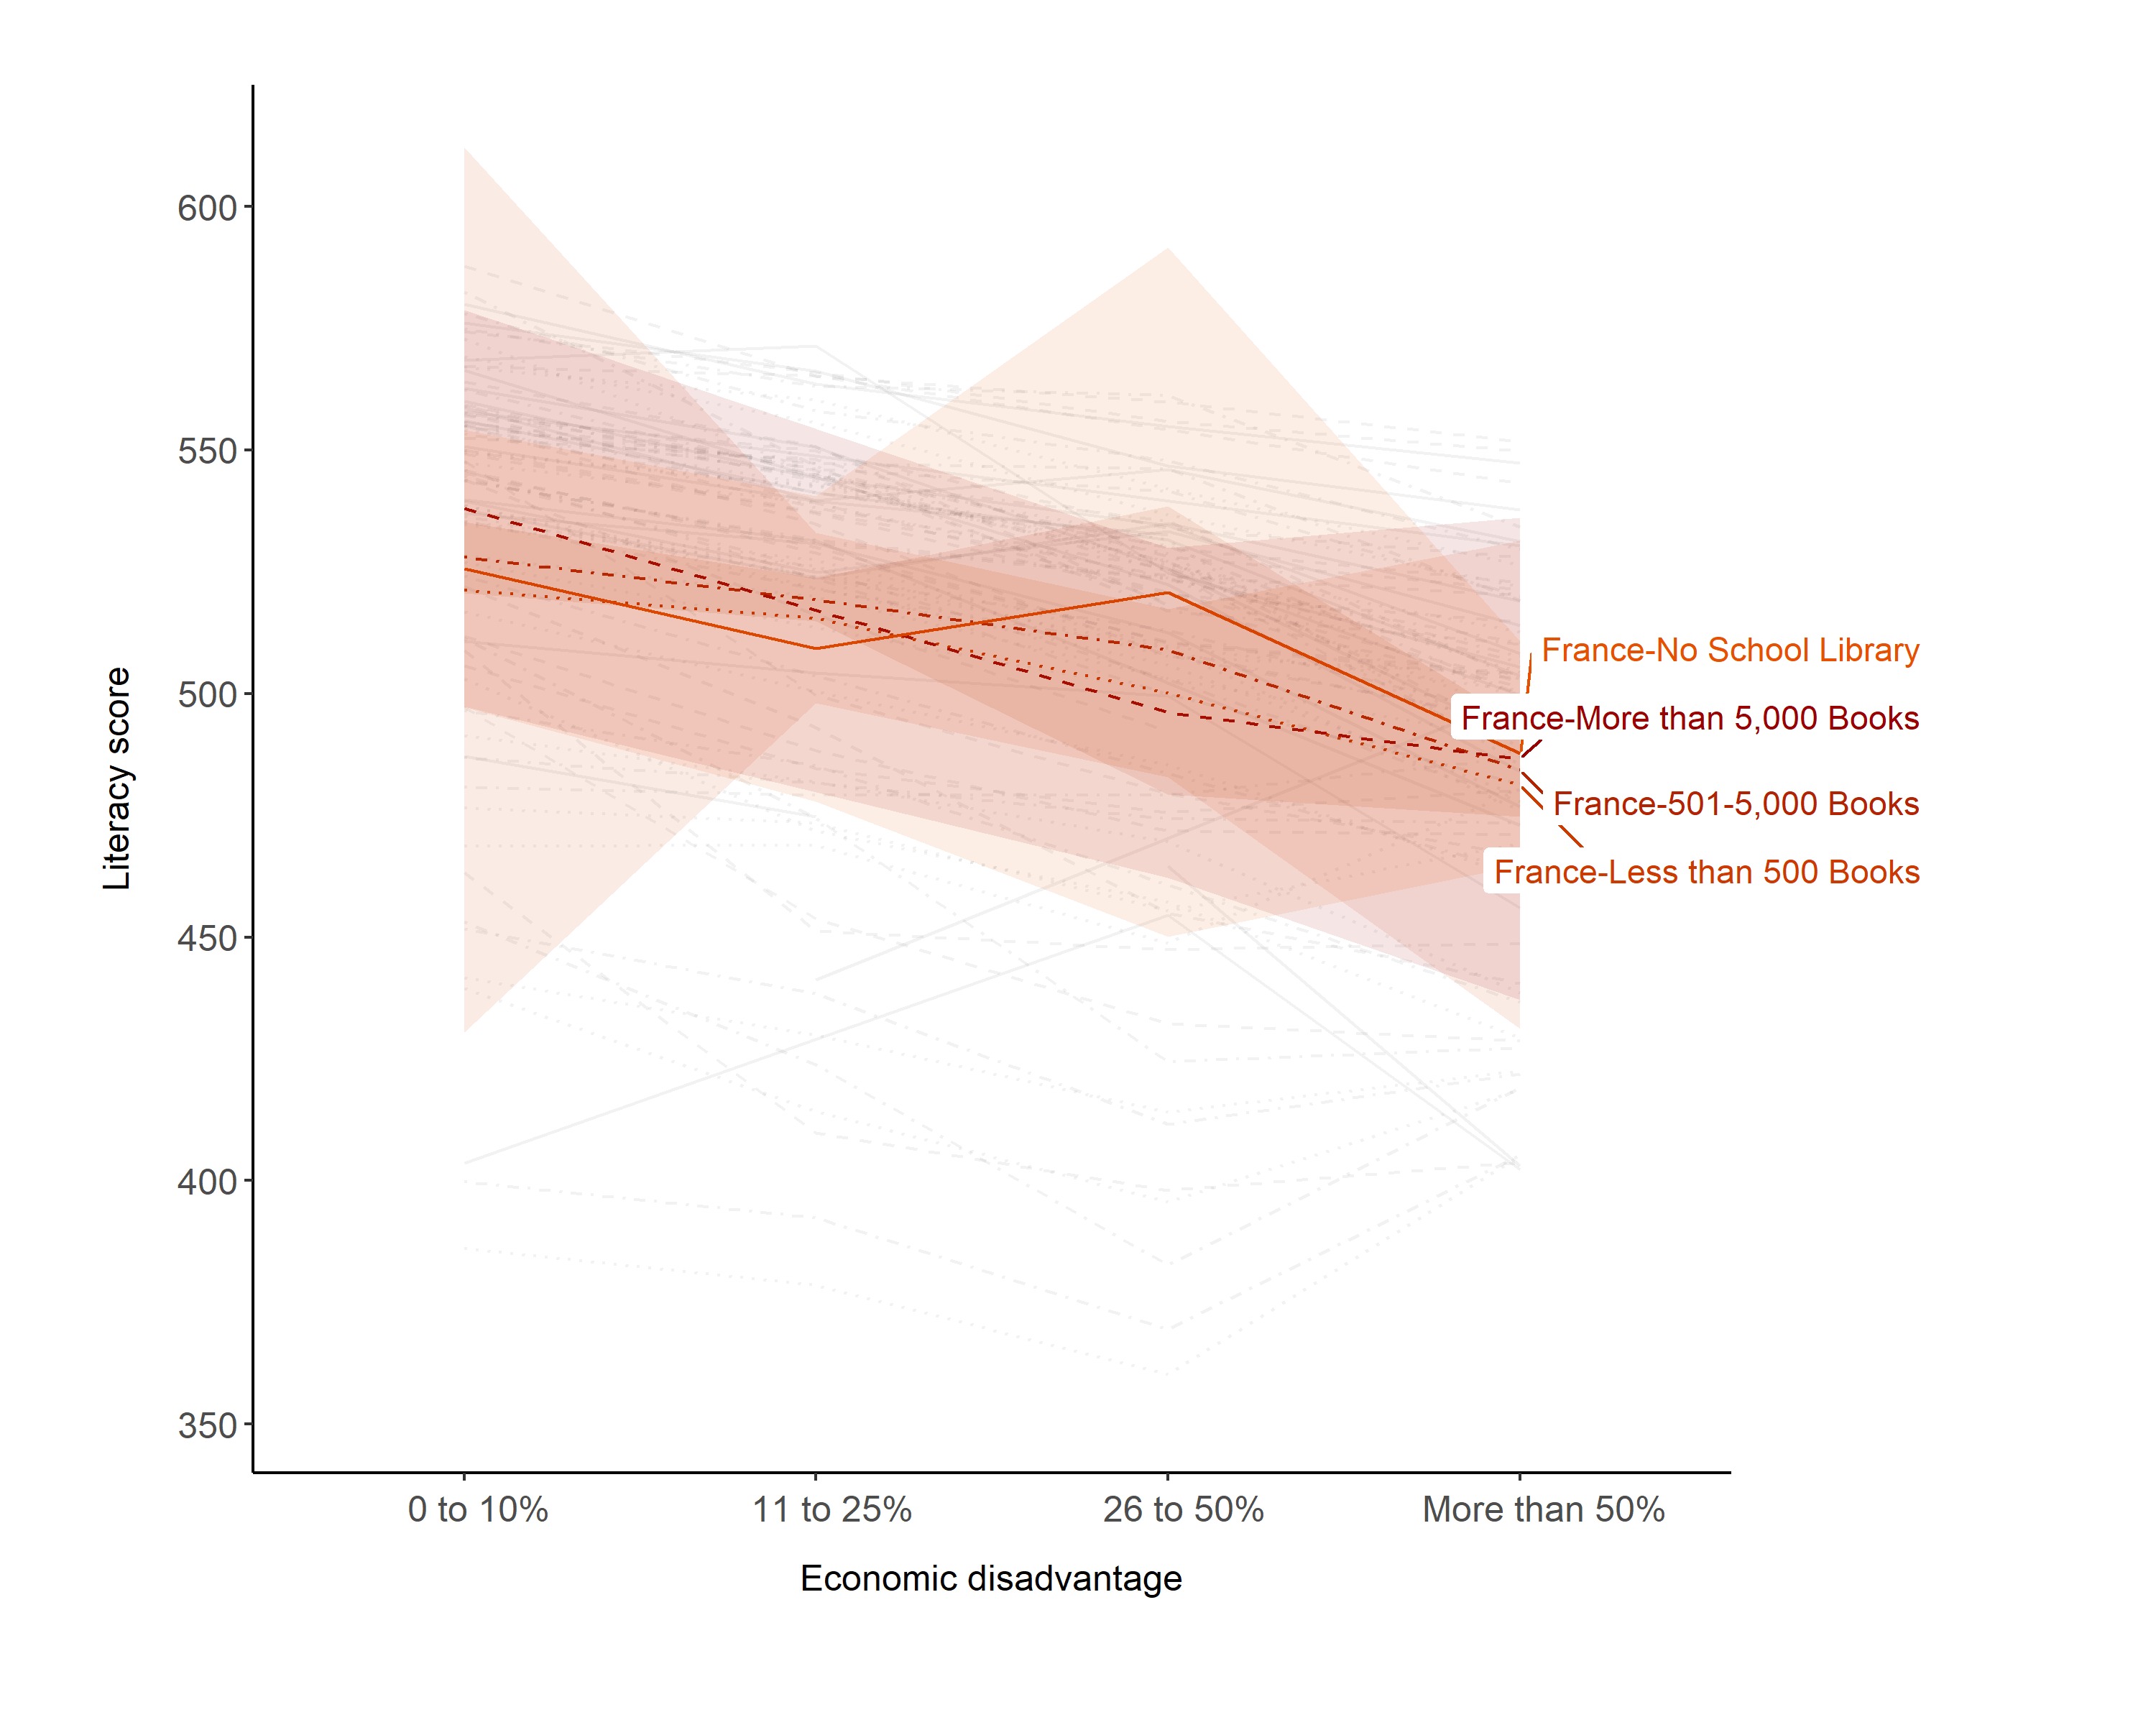 600
550
500
450
400
350
Literacy score
France-No School Library
France-More than 5,000 Books
France-501-5,000 Books
France-Less than 500 Books
0 to 10%
11 to 25%
26 to 50%
More than 50%
Economic disadvantage